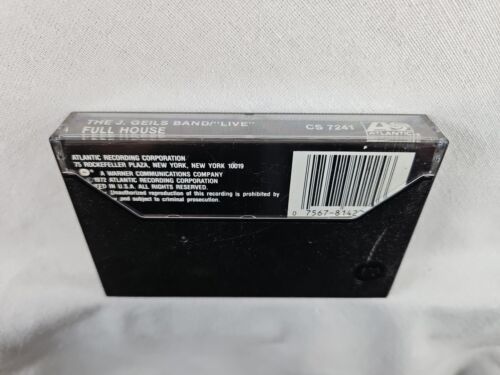 THE J. GEILS BAND/"LIVE"
FULL HOUSE
CS 7241
ATLANTIC
ATLANTIC RECORDING CORPORATION
75 ROCKEFELLER PLAZA, NEW YORK, NEW YORK 10019
A WARNER COMMUNICATIONS COMPANY
1972 ATLANTIC RECORDING CORPORATION
IN U.S.A. ALL RIGHTS RESERVED.
Unauthorized reproduction of this recording is prohibited by
and subject to criminal prosecution.
0 7567-8142